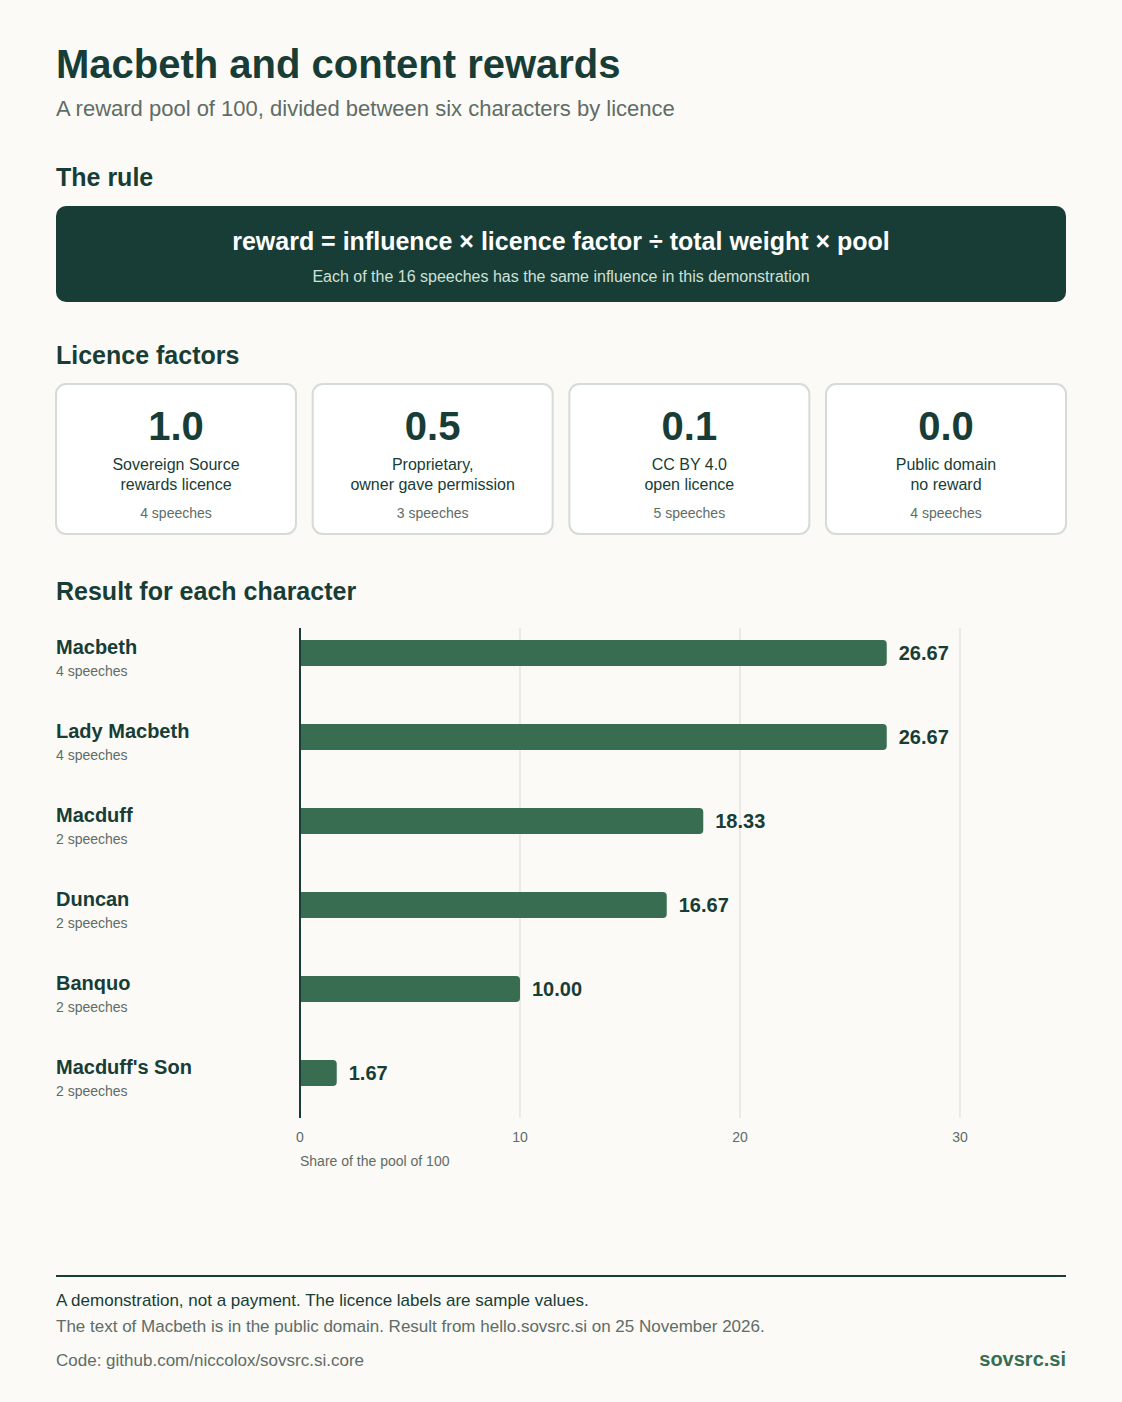 Macbeth and content rewards
A reward pool of 100, divided between six characters by licence
The rule
reward = influence × licence factor ÷ total weight × pool
Each of the 16 speeches has the same influence in this demonstration
Licence factors
1.0
Sovereign Source
rewards licence
4 speeches
0.5
Proprietary,
owner gave permission
3 speeches
0.1
CC BY 4.0
open licence
5 speeches
0.0
Public domain
no reward
4 speeches
Result for each character
Macbeth
4 speeches
26.67
Lady Macbeth
4 speeches
26.67
Macduff
2 speeches
18.33
Duncan
2 speeches
16.67
Banquo
2 speeches
10.00
Macduff's Son
2 speeches
1.67
0 10 20 30
Share of the pool of 100
A demonstration, not a payment. The licence labels are sample values.
The text of Macbeth is in the public domain. Result from hello.sovsrc.si on 25 November 2026.
Code: github.com/niccolox/sovsrc.si.core
sovsrc.si